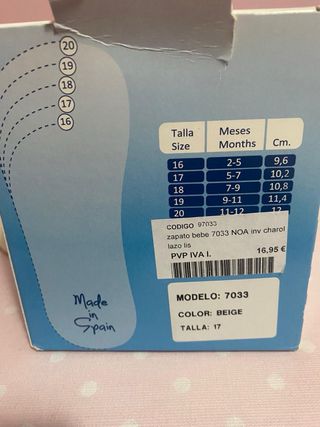 20
19
18
17
16
Talla Size Meses Months Cm.
16 2-5 9,6
17 5-7 10,2
18 7-9 10,8
19 9-11 11,4
20 11-12 12
CODIGO 97033
zapato bebe 7033 NOA inv charol
lazo lis
PVP IVA I. 16,95 €
MODELO: 7033
COLOR: BEIGE
TALLA: 17
Made
in
Spain